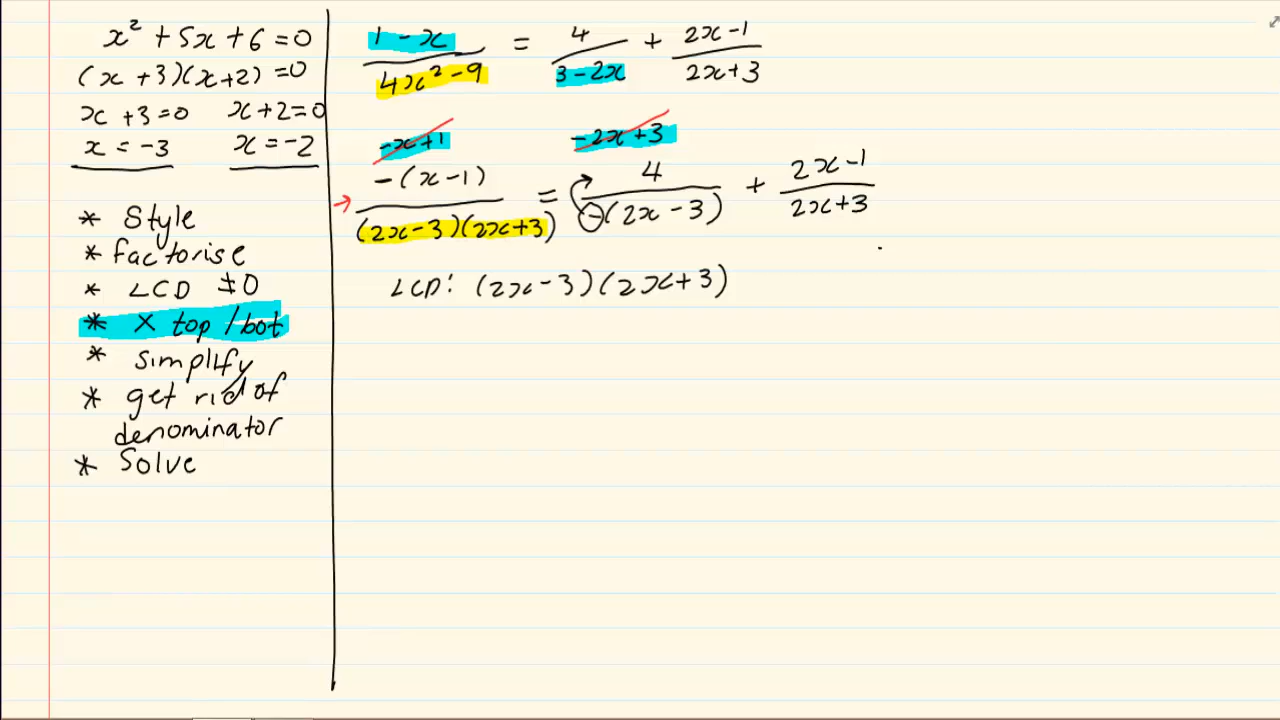 x² + 5x + 6 = 0
(x + 3)(x + 2) = 0
x + 3 = 0 x + 2 = 0
x = -3 x = -2
* Style
* factorise
* LCD ≠ 0
* × top / bot
* simplify
* get rid of
denominator
* Solve
1 - x / 4x² - 9 = 4 / 3 - 2x + 2x - 1 / 2x + 3
-x + 1 -2x + 3
-(x - 1) / (2x - 3)(2x + 3) = 4 / -(2x - 3) + 2x - 1 / 2x + 3
LCD: (2x - 3)(2x + 3)